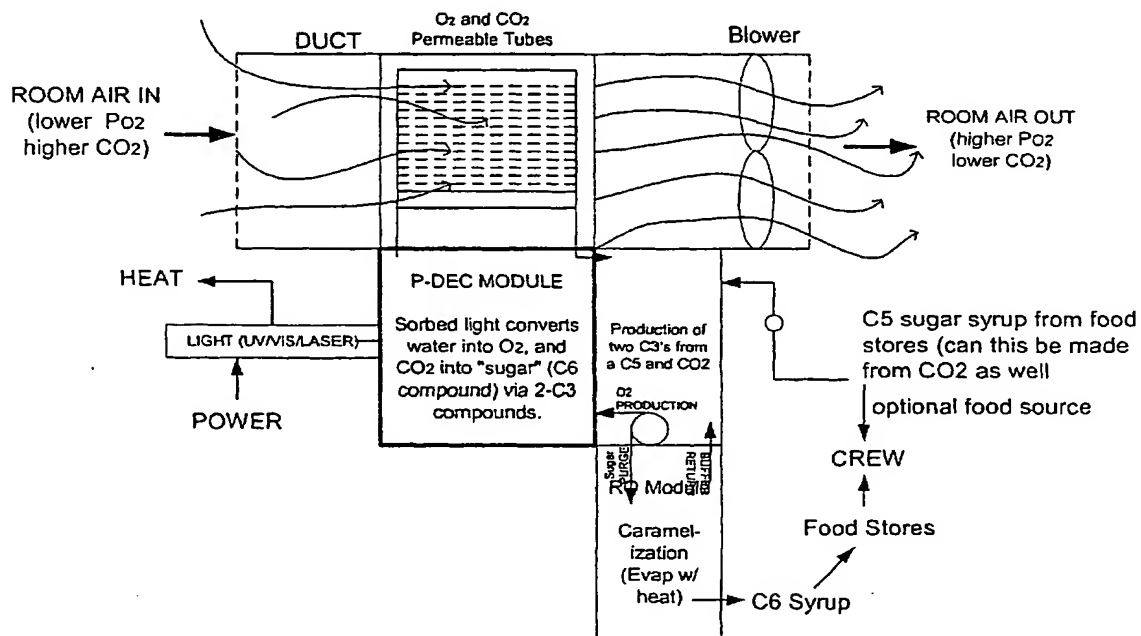 O2 and CO2
Permeable Tubes
DUCT
Blower
ROOM AIR IN
(lower PO2
higher CO2)
ROOM AIR OUT
(higher PO2
lower CO2)
HEAT
LIGHT (UV/VIS/LASER)
POWER
P-DEC MODULE
Sorbed light converts
water into O2, and
CO2 into "sugar" (C6
compound) via 2-C3
compounds.
Production of
two C3's from
a C5 and CO2
O2
PRODUCTION
Sugar
PURGE
BUFFER
RETURN
Module
Caramel-
ization
(Evap w/
heat)
C5 sugar syrup from food
stores (can this be made
from CO2 as well
optional food source
CREW
Food Stores
C6 Syrup